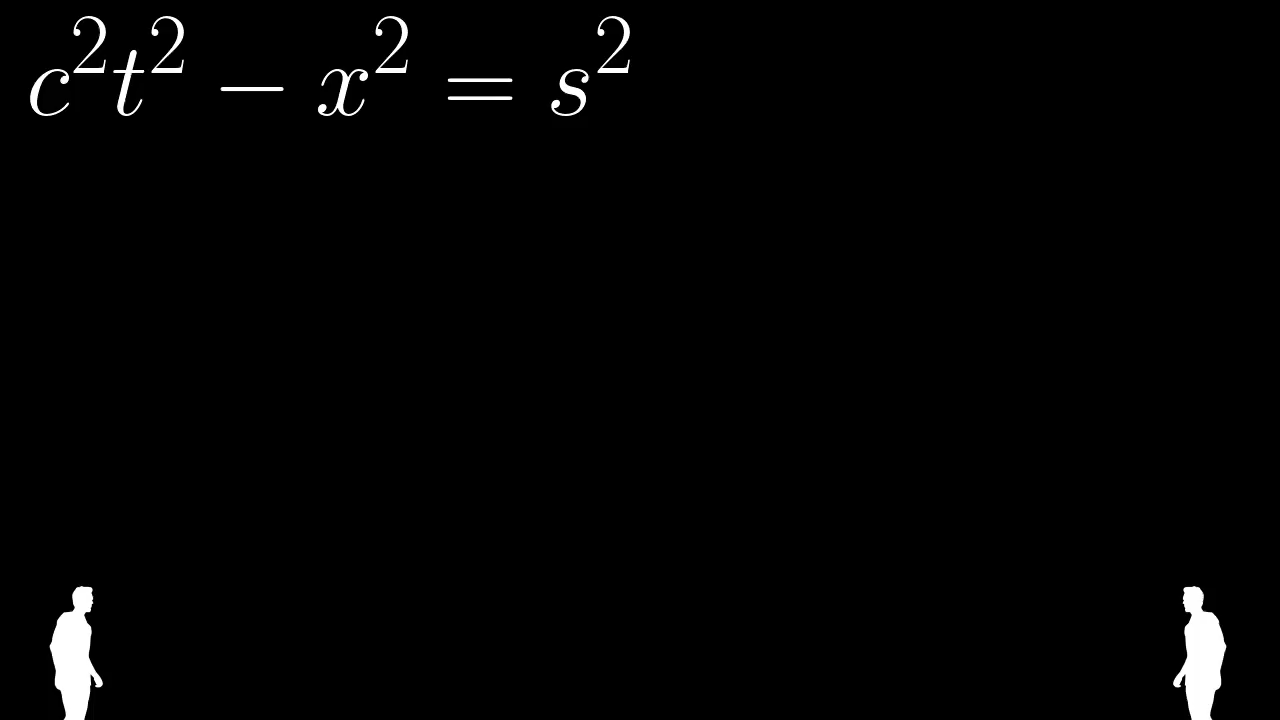 c²t² − x² = s²